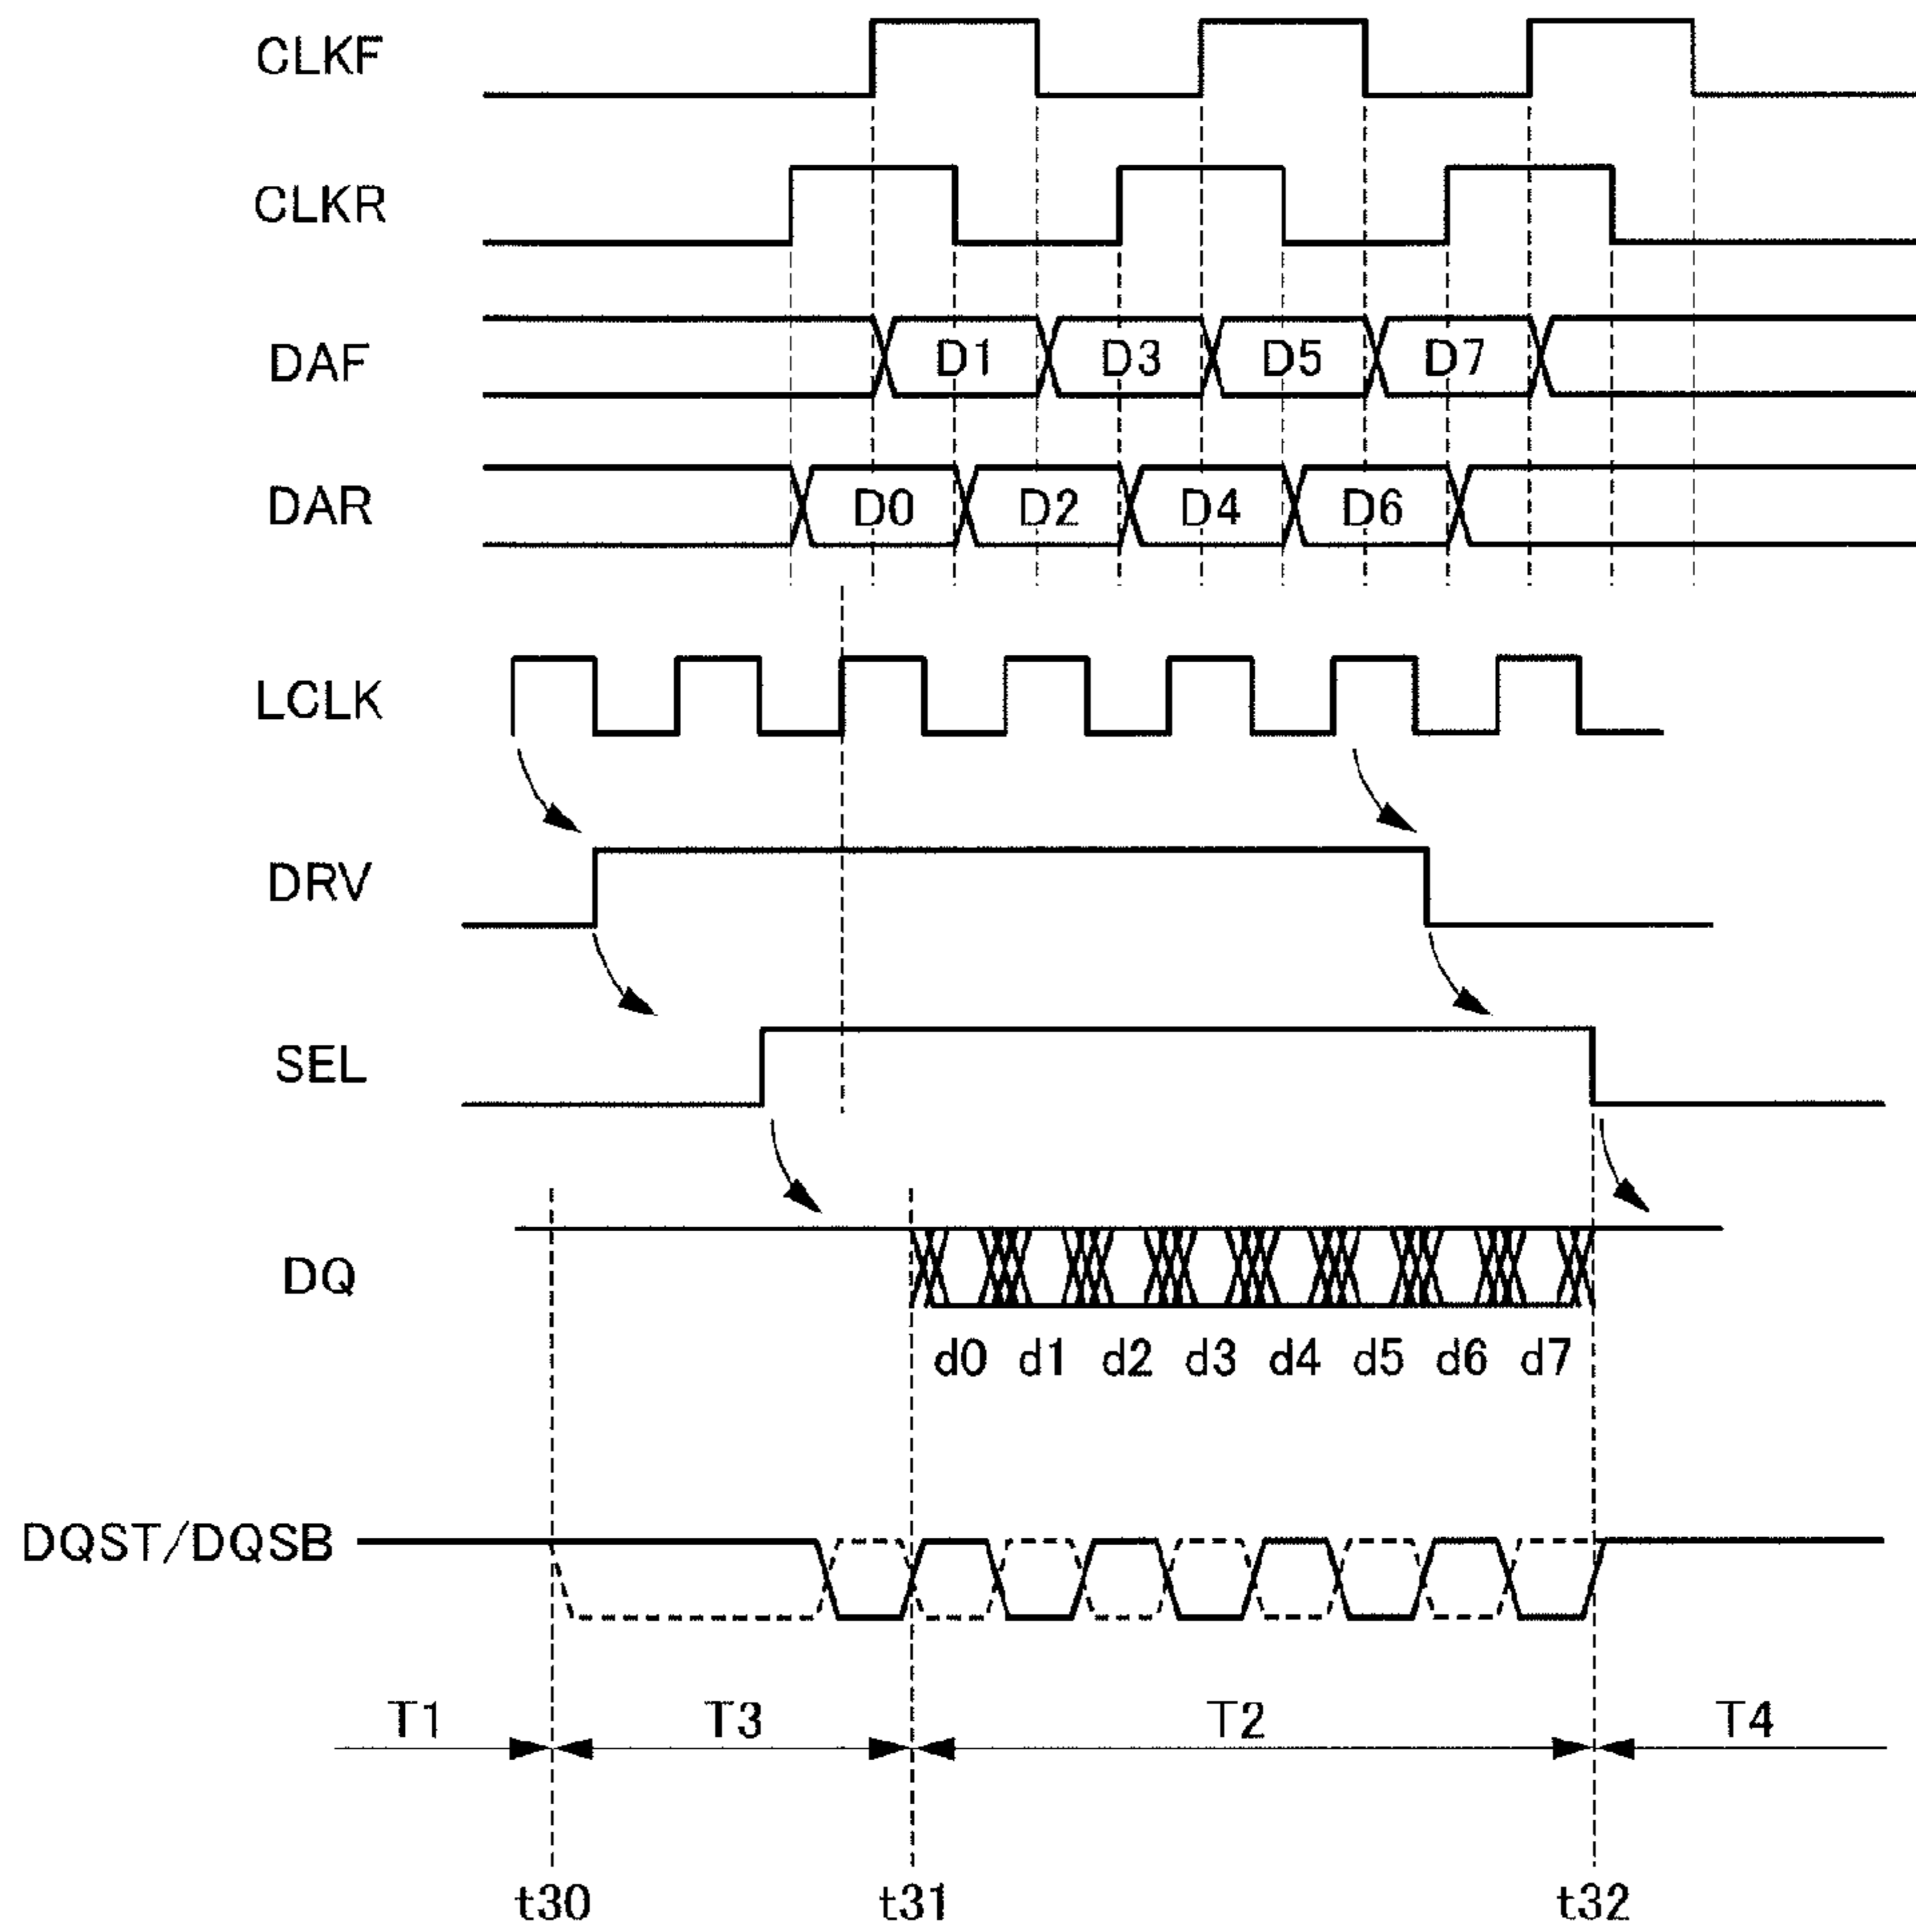 CLKF
CLKR
DAF D1 D3 D5 D7
DAR D0 D2 D4 D6
LCLK
DRV
SEL
DQ
d0 d1 d2 d3 d4 d5 d6 d7
DQST/DQSB
T1 T3 T2 T4
t30 t31 t32